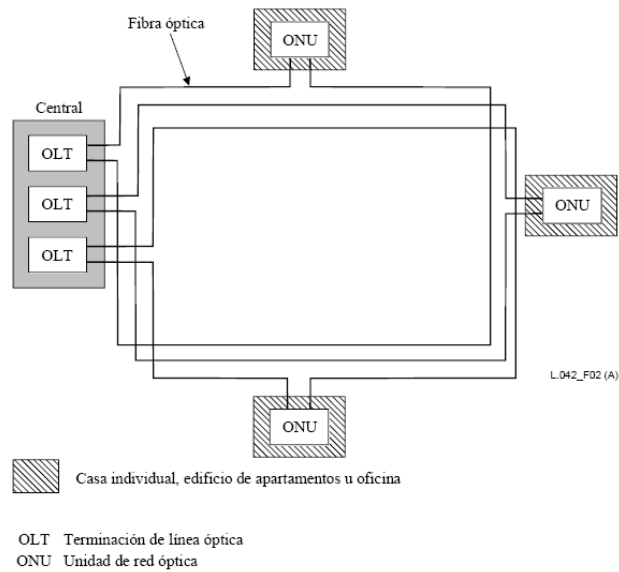 Fibra óptica
ONU
Central
OLT
OLT
ONU
OLT
L.042_F02 (A)
ONU
Casa individual, edificio de apartamentos u oficina
OLT Terminación de línea óptica
ONU Unidad de red óptica